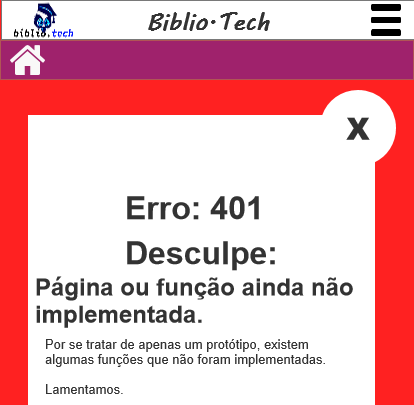 biblio.tech
Biblio·Tech
x
Erro: 401
Desculpe:
Página ou função ainda não
implementada.
Por se tratar de apenas um protótipo, existem
algumas funções que não foram implementadas.
Lamentamos.